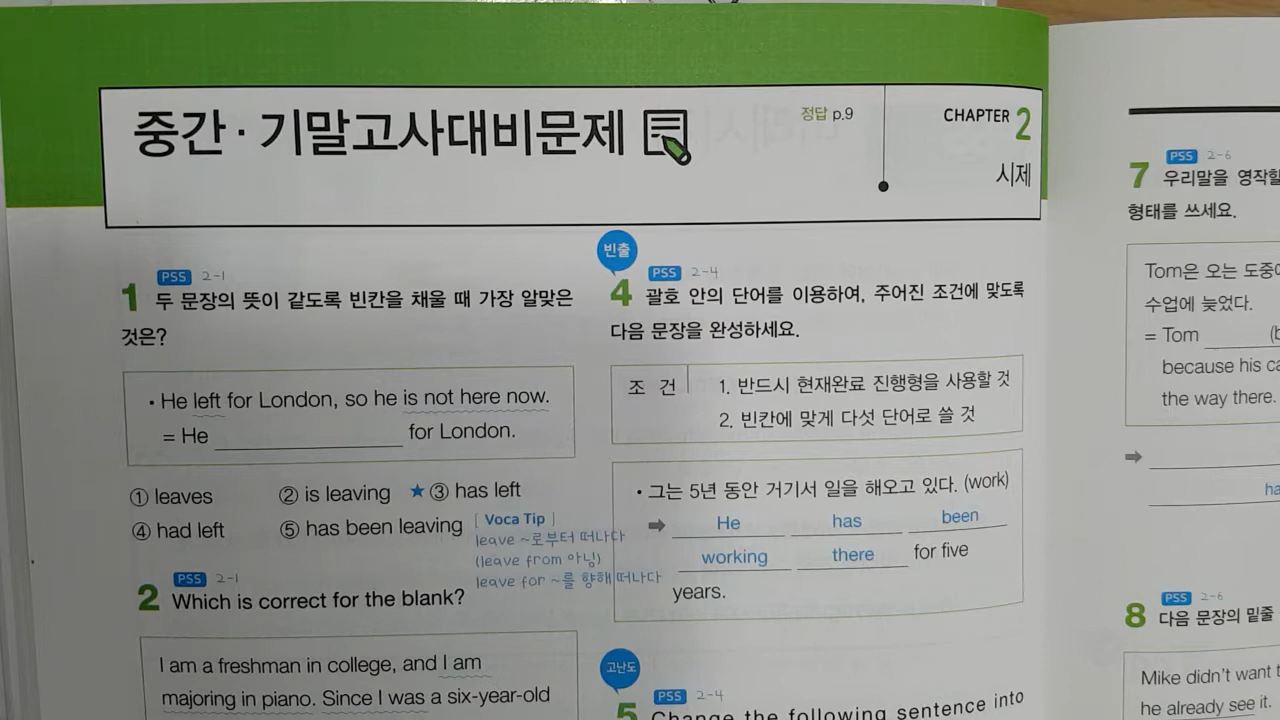 중간·기말고사대비문제
정답 p.9
CHAPTER 2
시제
PSS 2-1
1 두 문장의 뜻이 같도록 빈칸을 채울 때 가장 알맞은
것은?
• He left for London, so he is not here now.
= He ____________ for London.
① leaves ② is leaving ★③ has left
④ had left ⑤ has been leaving
[ Voca Tip ]
leave ~로부터 떠나다
(leave from 아님)
leave for ~를 향해 떠나다
PSS 2-1
2 Which is correct for the blank?
I am a freshman in college, and I am
majoring in piano. Since I was a six-year-old
빈출
PSS 2-4
4 괄호 안의 단어를 이용하여, 주어진 조건에 맞도록
다음 문장을 완성하세요.
조 건 1. 반드시 현재완료 진행형을 사용할 것
2. 빈칸에 맞게 다섯 단어로 쓸 것
• 그는 5년 동안 거기서 일을 해오고 있다. (work)
➡ He has been
working there for five
years.
고난도
PSS 2-4
5 Change the following sentence into
PSS 2-6
7 우리말을 영작할
형태를 쓰세요.
Tom은 오는 도중에
수업에 늦었다.
= Tom ______ (b
because his ca
the way there.
➡
ha
PSS 2-6
8 다음 문장의 밑줄
Mike didn't want t
he already see it.